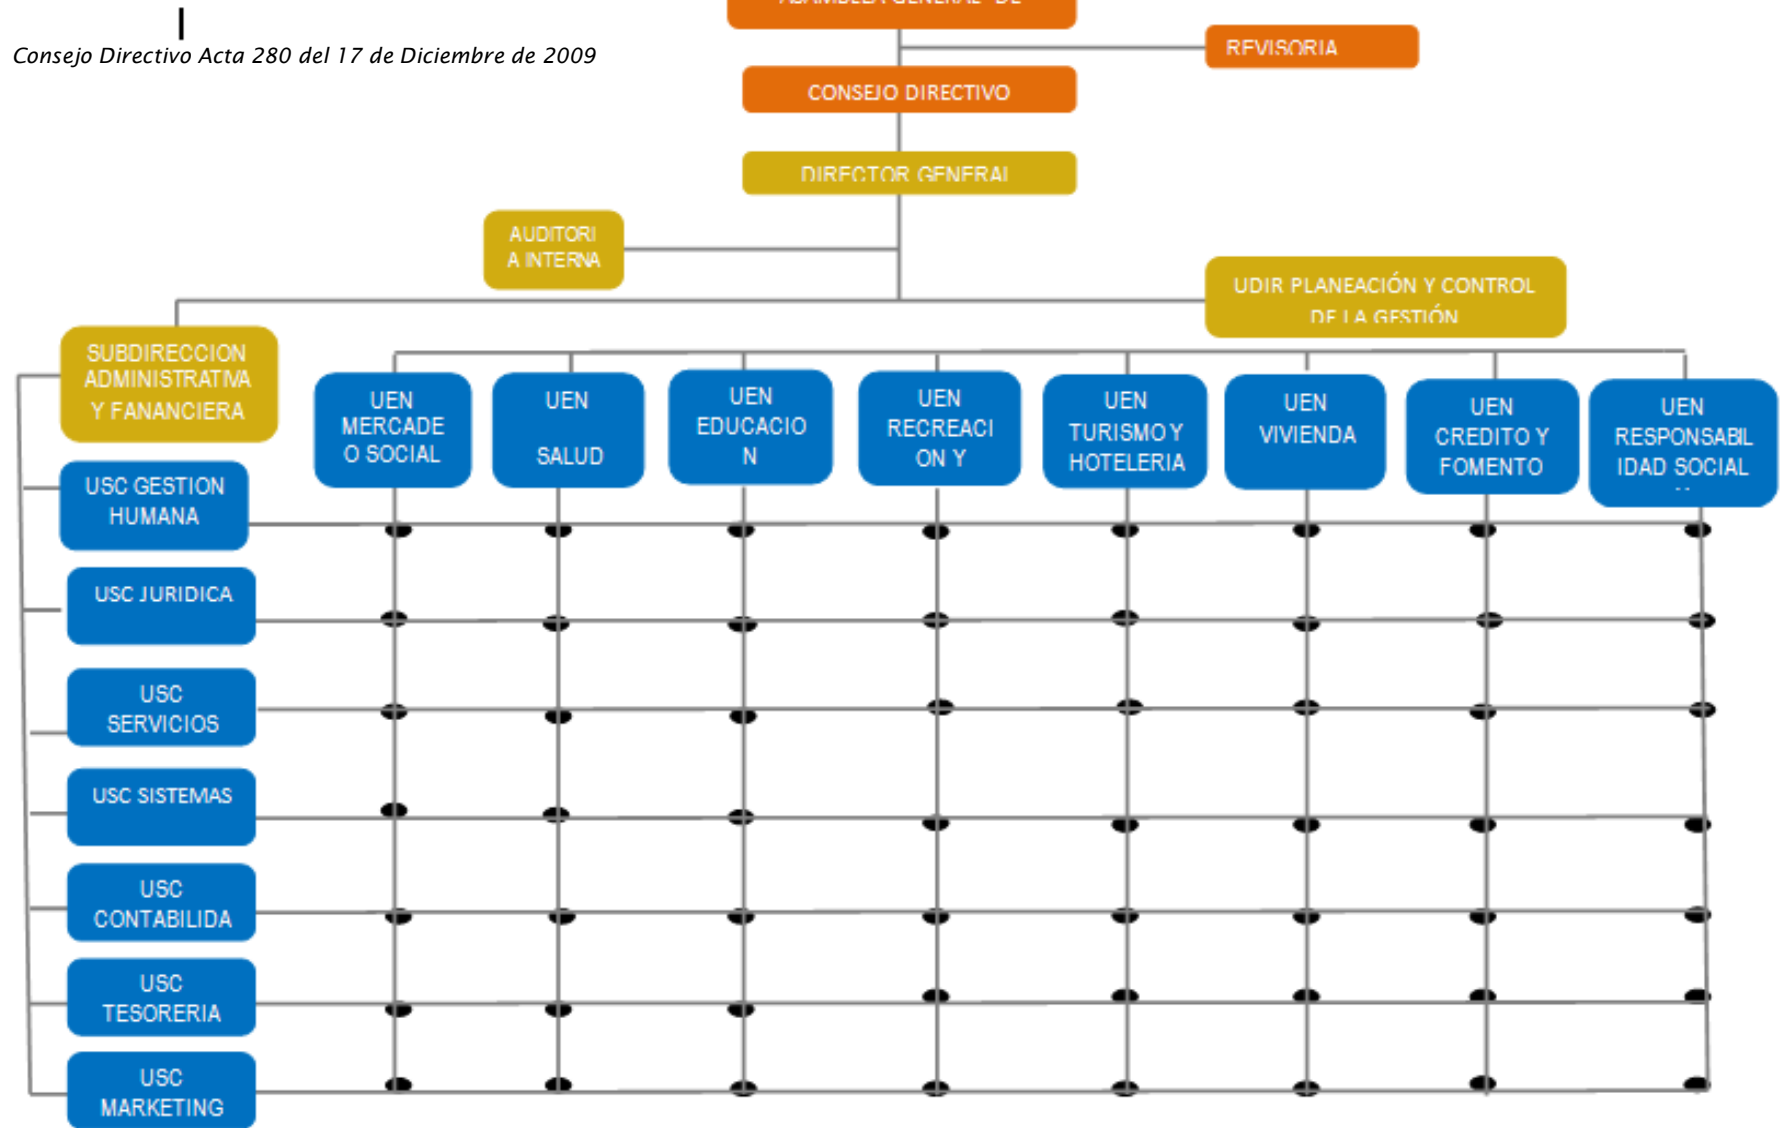 ASAMBLEA GENERAL DE
Consejo Directivo Acta 280 del 17 de Diciembre de 2009
REVISORIA
CONSEJO DIRECTIVO
DIRECTOR GENERAL
AUDITORI
A INTERNA
UDIR PLANEACIÓN Y CONTROL
DE LA GESTIÓN
SUBDIRECCION
ADMINISTRATIVA
Y FANANCIERA
UEN
MERCADE
O SOCIAL
UEN
SALUD
UEN
EDUCACIO
N
UEN
RECREACI
ON Y
UEN
TURISMO Y
HOTELERIA
UEN
VIVIENDA
UEN
CREDITO Y
FOMENTO
UEN
RESPONSABIL
IDAD SOCIAL
USC GESTION
HUMANA
USC JURIDICA
USC
SERVICIOS
USC SISTEMAS
USC
CONTABILIDA
USC
TESORERIA
USC
MARKETING